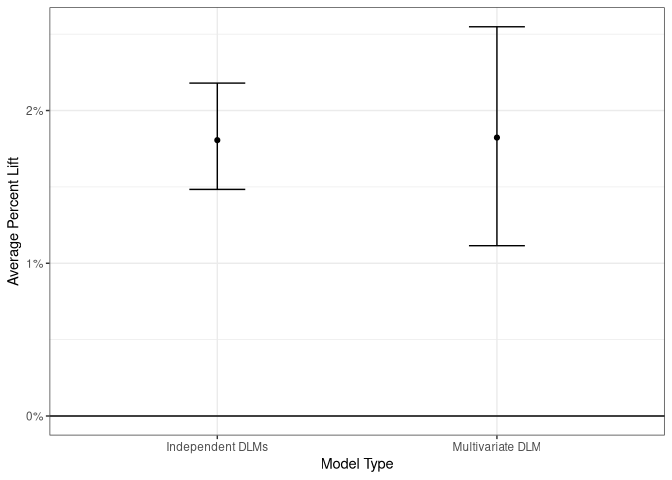 Average Percent Lift
2%
1%
0%
Independent DLMs
Multivariate DLM
Model Type